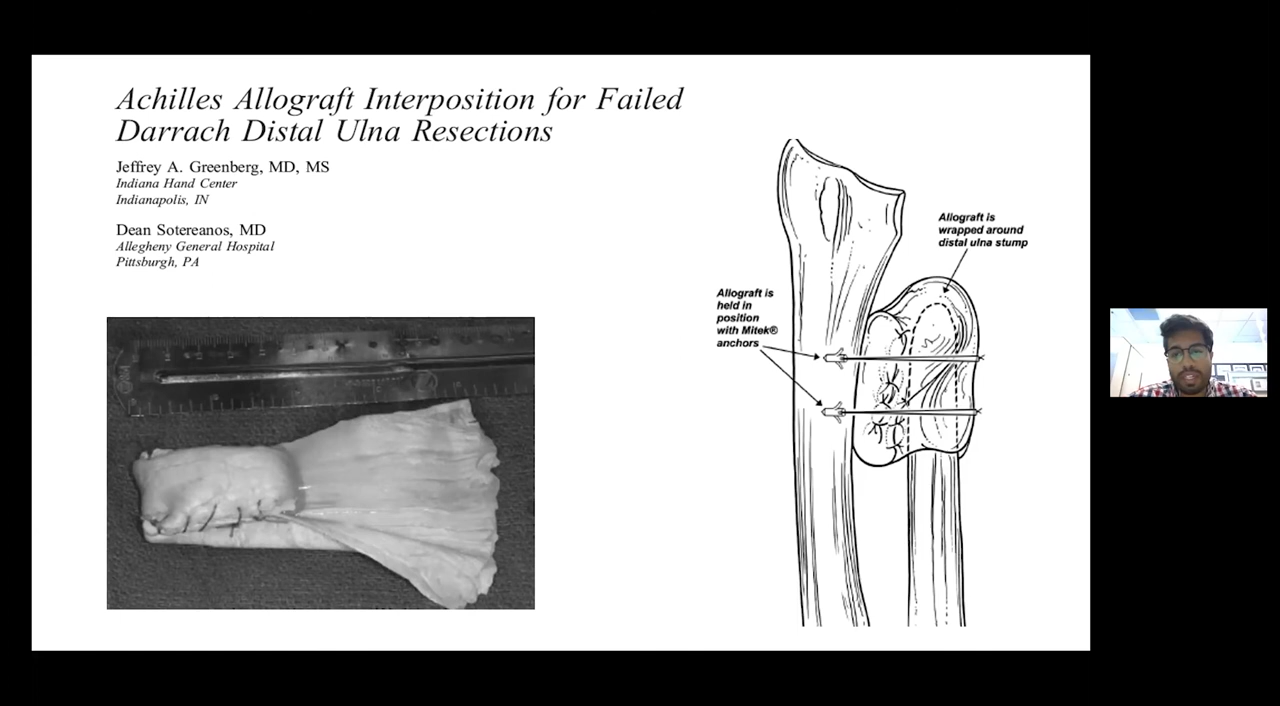 Achilles Allograft Interposition for Failed
Darrach Distal Ulna Resections
Jeffrey A. Greenberg, MD, MS
Indiana Hand Center
Indianapolis, IN
Dean Sotereanos, MD
Allegheny General Hospital
Pittsburgh, PA
Allograft is
wrapped around
distal ulna stump
Allograft is
held in
position
with Mitek®
anchors